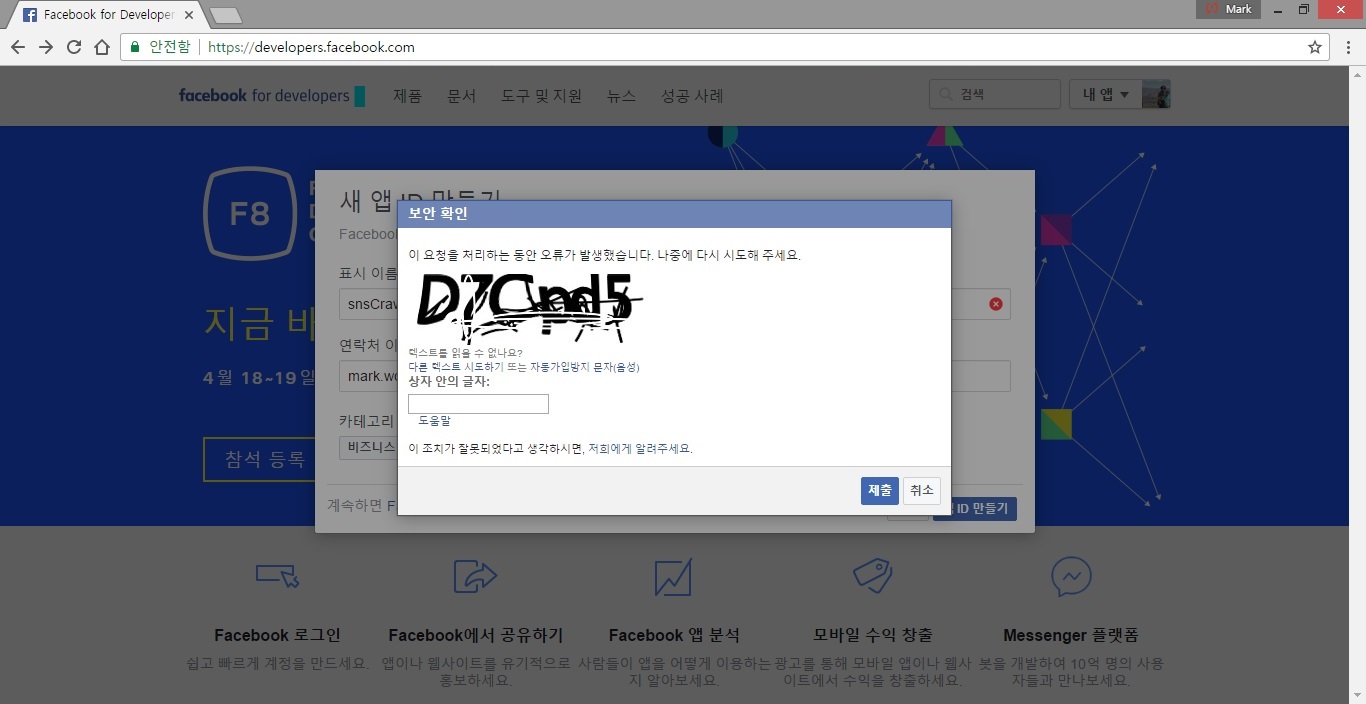 Facebook for Developer
Mark
안전함 https://developers.facebook.com
facebook for developers 제품 문서 도구 및 지원 뉴스 성공 사례 검색 내 앱
F8
지금
4월 18~19일
참석 등록
새 앱 ID 만들기
표시 이름
연락처
카테고리
비즈니스
계속하면
ID 만들기
보안 확인
이 요청을 처리하는 동안 오류가 발생했습니다. 나중에 다시 시도해 주세요.
텍스트를 읽을 수 없나요?
다른 텍스트 시도하기 또는 자동가입방지 문자(음성)
상자 안의 글자:
도움말
이 조치가 잘못되었다고 생각하시면, 저희에게 알려주세요.
제출 취소
Facebook 로그인
쉽고 빠르게 계정을 만드세요.
Facebook에서 공유하기
앱이나 웹사이트를 유기적으로
홍보하세요.
Facebook 앱 분석
사람들이 앱을 어떻게 이용하는
지 알아보세요.
모바일 수익 창출
광고를 통해 모바일 앱이나 웹사
이트에서 수익을 창출하세요.
Messenger 플랫폼
봇을 개발하여 10억 명의 사용
자들과 만나보세요.